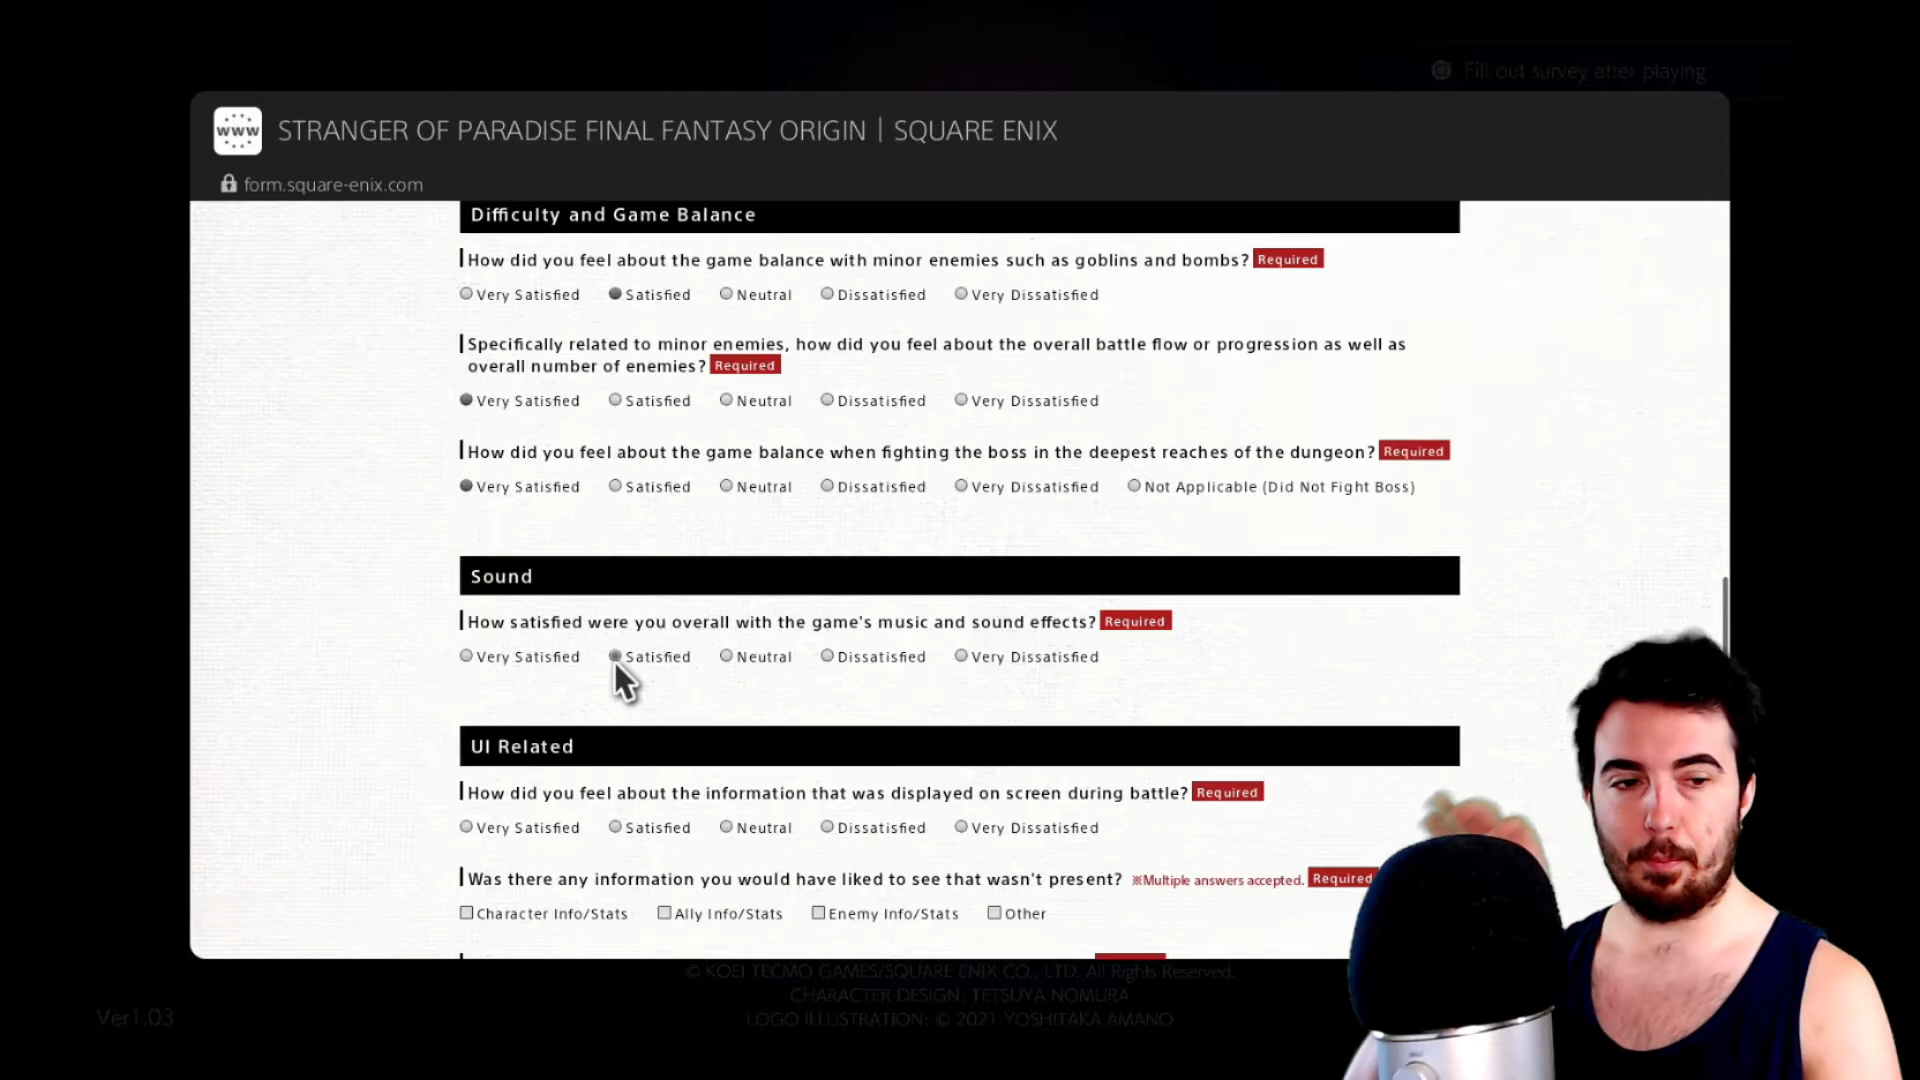 Fill out survey after playing
www
STRANGER OF PARADISE FINAL FANTASY ORIGIN | SQUARE ENIX
form.square-enix.com
Difficulty and Game Balance
How did you feel about the game balance with minor enemies such as goblins and bombs? Required
Very Satisfied Satisfied Neutral Dissatisfied Very Dissatisfied
Specifically related to minor enemies, how did you feel about the overall battle flow or progression as well as
overall number of enemies? Required
Very Satisfied Satisfied Neutral Dissatisfied Very Dissatisfied
How did you feel about the game balance when fighting the boss in the deepest reaches of the dungeon? Required
Very Satisfied Satisfied Neutral Dissatisfied Very Dissatisfied Not Applicable (Did Not Fight Boss)
Sound
How satisfied were you overall with the game's music and sound effects? Required
Very Satisfied Satisfied Neutral Dissatisfied Very Dissatisfied
UI Related
How did you feel about the information that was displayed on screen during battle? Required
Very Satisfied Satisfied Neutral Dissatisfied Very Dissatisfied
Was there any information you would have liked to see that wasn't present? ※Multiple answers accepted. Required
Character Info/Stats Ally Info/Stats Enemy Info/Stats Other
© KOEI TECMO GAMES/SQUARE ENIX CO., LTD. All Rights Reserved.
CHARACTER DESIGN: TETSUYA NOMURA
LOGO ILLUSTRATION: © 2021 YOSHITAKA AMANO
Ver1.03